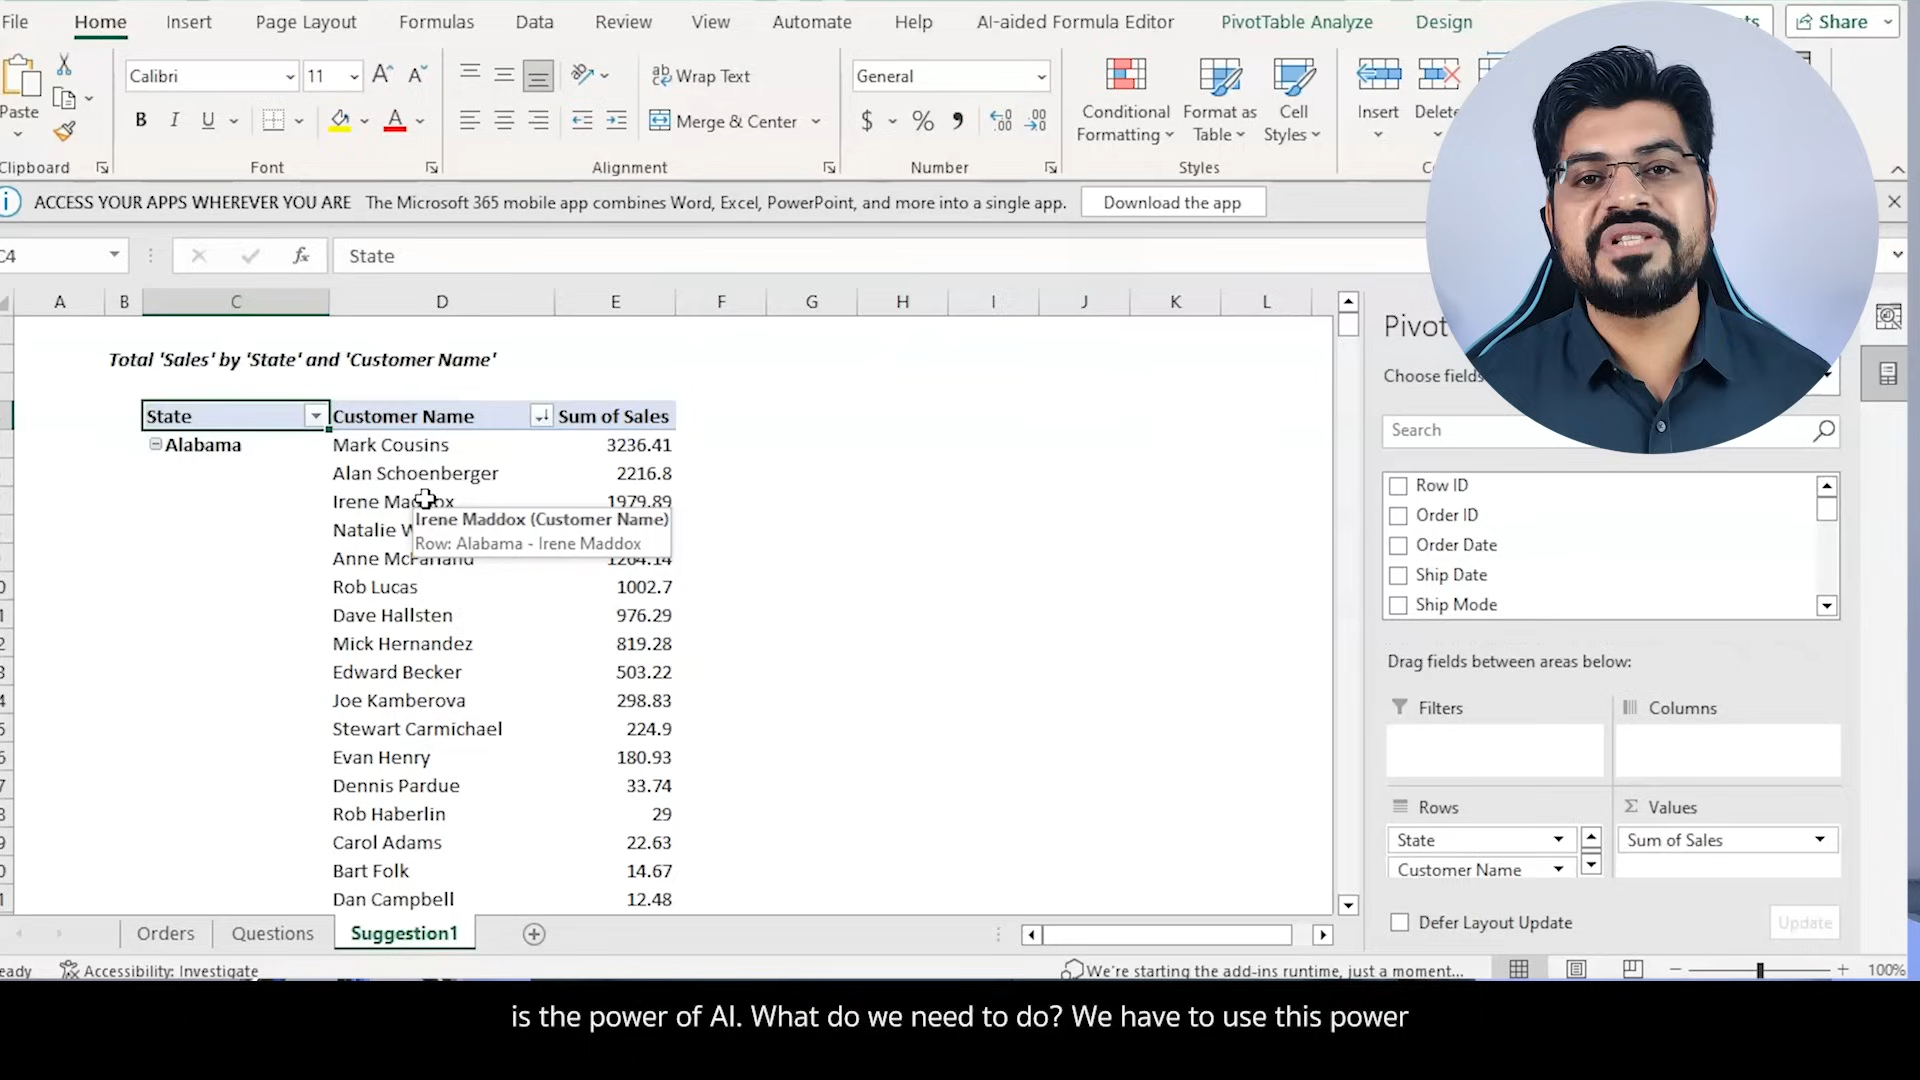 File Home Insert Page Layout Formulas Data Review View Automate Help AI-aided Formula Editor PivotTable Analyze Design Share
Calibri 11 Wrap Text General
Paste B I U Merge & Center $ % Conditional Formatting Format as Table Cell Styles Insert Delete
Clipboard Font Alignment Number Styles
ACCESS YOUR APPS WHEREVER YOU ARE The Microsoft 365 mobile app combines Word, Excel, PowerPoint, and more into a single app. Download the app
C4 fx State
A B C D E F G H I J K L
Total 'Sales' by 'State' and 'Customer Name'
State Customer Name Sum of Sales
Alabama Mark Cousins 3236.41
Alan Schoenberger 2216.8
Irene Maddox 1979.89
Natalie
Irene Maddox (Customer Name)
Row: Alabama - Irene Maddox
Anne McFarland 1264.14
Rob Lucas 1002.7
Dave Hallsten 976.29
Mick Hernandez 819.28
Edward Becker 503.22
Joe Kamberova 298.83
Stewart Carmichael 224.9
Evan Henry 180.93
Dennis Pardue 33.74
Rob Haberlin 29
Carol Adams 22.63
Bart Folk 14.67
Dan Campbell 12.48
Pivot
Choose fields
Search
Row ID
Order ID
Order Date
Ship Date
Ship Mode
Drag fields between areas below:
Filters Columns
Rows Values
State Sum of Sales
Customer Name
Defer Layout Update Update
Orders Questions Suggestion1
Accessibility: Investigate We're starting the add-ins runtime, just a moment... 100%
is the power of AI. What do we need to do? We have to use this power